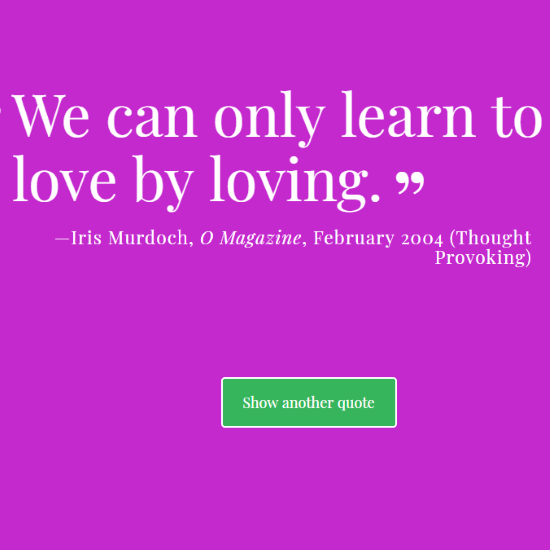 We can only learn to
love by loving. ”
—Iris Murdoch, O Magazine, February 2004 (Thought
Provoking)
Show another quote